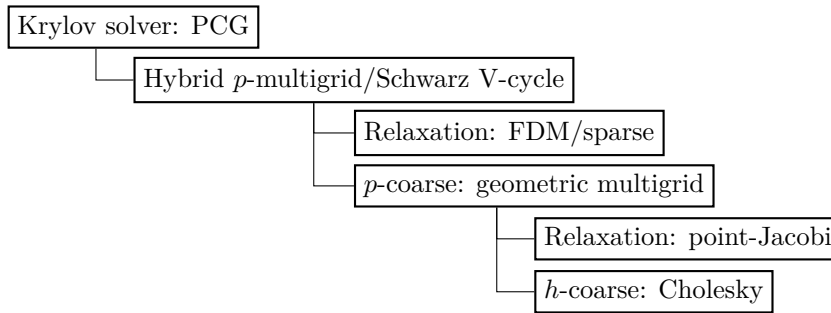 Krylov solver: PCG
Hybrid p-multigrid/Schwarz V-cycle
Relaxation: FDM/sparse
p-coarse: geometric multigrid
Relaxation: point-Jacobi
h-coarse: Cholesky